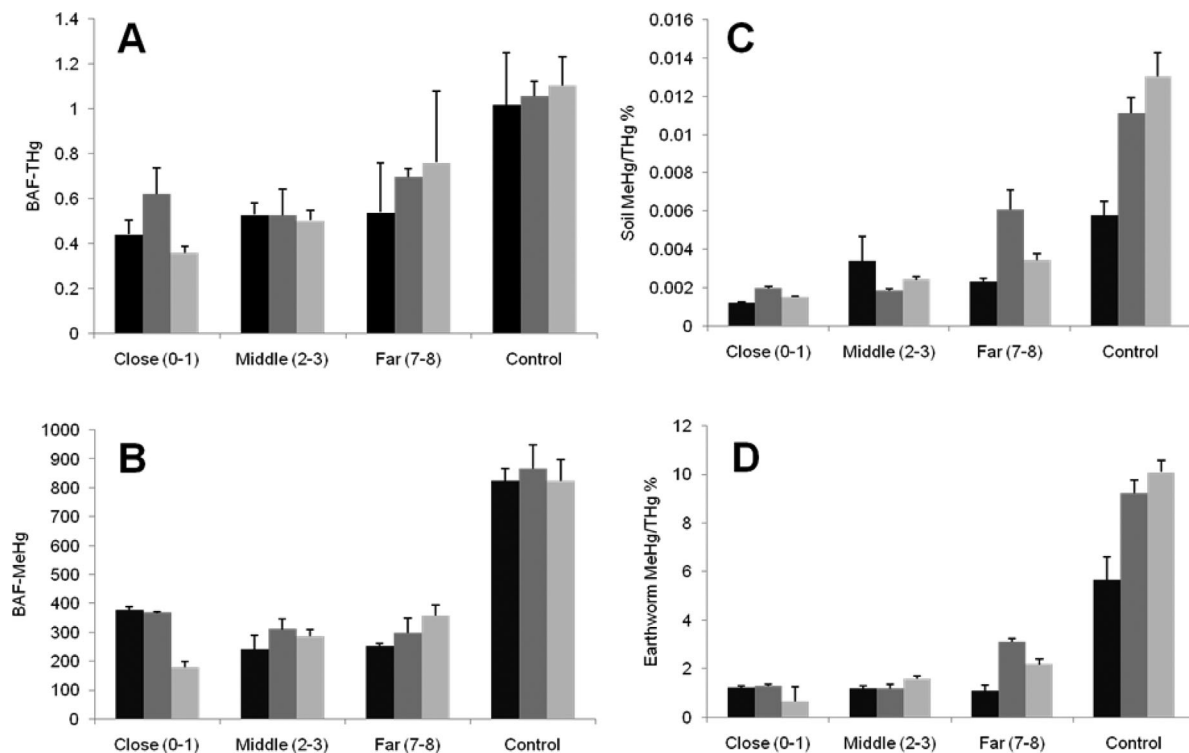 A
BAF-THg
1.4
1.2
1
0.8
0.6
0.4
0.2
0
Close (0-1) Middle (2-3) Far (7-8) Control
C
Soil MeHg/THg %
0.016
0.014
0.012
0.01
0.008
0.006
0.004
0.002
0
Close (0-1) Middle (2-3) Far (7-8) Control
B
BAF-MeHg
1000
900
800
700
600
500
400
300
200
100
0
Close (0-1) Middle (2-3) Far (7-8) Control
D
Earthworm MeHg/THg %
12
10
8
6
4
2
0
Close (0-1) Middle (2-3) Far (7-8) Control